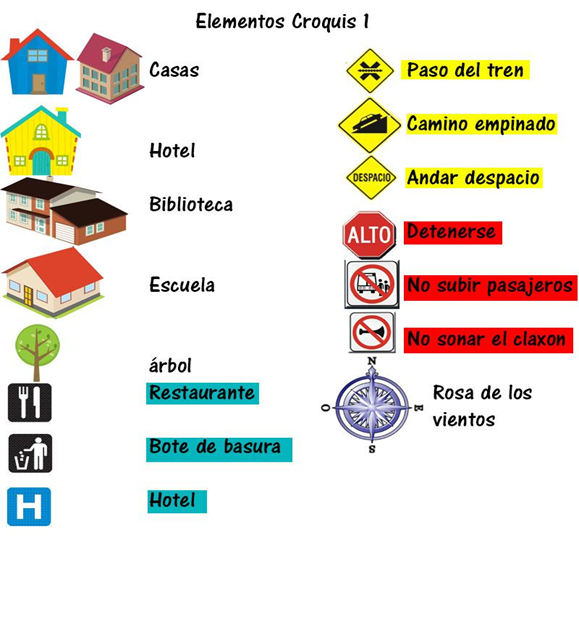 Elementos Croquis 1
Casas
Hotel
Biblioteca
Escuela
árbol
Restaurante
Bote de basura
H
Hotel
Paso del tren
Camino empinado
DESPACIO
Andar despacio
ALTO
Detenerse
No subir pasajeros
No sonar el claxon
N
O
E
S
Rosa de los
vientos